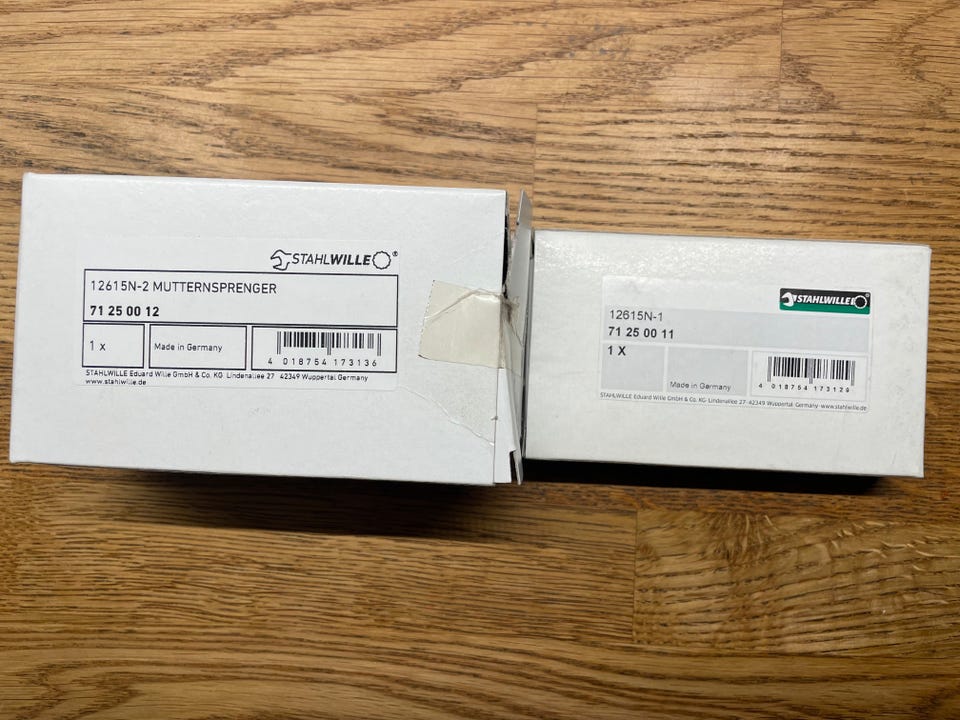 STAHLWILLE®
12615N-2 MUTTERNSPRENGER
71 25 00 12
1 x
Made in Germany
4 018754 173136
STAHLWILLE Eduard Wille GmbH & Co. KG Lindenallee 27 42349 Wuppertal Germany
www.stahlwille.de
STAHLWILLE
12615N-1
71 25 00 11
1 X
Made in Germany
4 018754 173129
STAHLWILLE Eduard Wille GmbH & Co. KG· Lindenallee 27· 42349 Wuppertal Germany· www.stahlwille.de